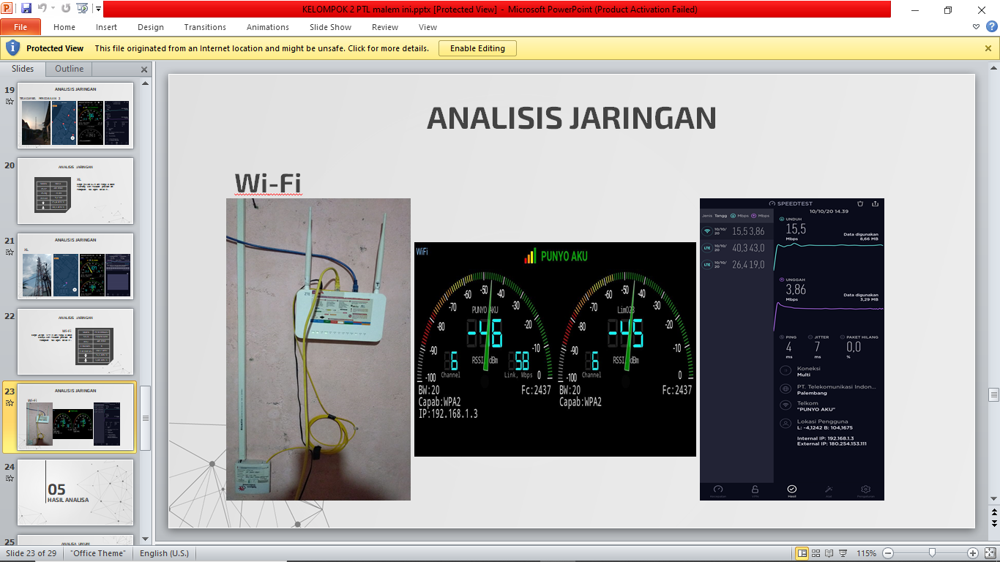 KELOMPOK 2 PTL malem ini.pptx [Protected View] - Microsoft PowerPoint (Product Activation Failed)
File Home Insert Design Transitions Animations Slide Show Review View
Protected View This file originated from an Internet location and might be unsafe. Click for more details. Enable Editing
Slides Outline
19
ANALISIS JARINGAN
20
ANALISIS JARINGAN
XL
21
ANALISIS JARINGAN
XL
22
ANALISIS JARINGAN
Wi-Fi
23
ANALISIS JARINGAN
Wi-Fi
24
05
HASIL ANALISA
25
ANALISA UMUM
ANALISIS JARINGAN
Wi-Fi
WiFi
PUNYO AKU
-100 -90 -80 -70 -60 -50 -40 -30 -20 -10 0
PUNYO AKU
-46
RSSI, dBm
6
Channel
58
Link, Mbps
BW:20 Fc:2437
Capab:WPA2
IP:192.168.1.3
-100 -90 -80 -70 -60 -50 -40 -30 -20 -10 0
Lim023
-45
RSSI, dBm
6
Channel
BW:20 Fc:2437
Capab:WPA2
SPEEDTEST
10/10/20 14.39
Jenis Tangg Mbps Mbps
10/10/20 15,5 3,86
LTE 10/10/20 40,3 43,0
LTE 10/10/20 26,4 19,0
UNDUH
15,5
Mbps
Data digunakan
8,66 MB
UNGGAH
3,86
Mbps
Data digunakan
3,29 MB
PING JITTER PAKET HILANG
4 7 0,0
ms ms %
Koneksi
Multi
PT. Telekomunikasi Indon...
Palembang
Telkom
"PUNYO AKU"
Lokasi Pengguna
L: -4,1242 B: 104,1675
Internal IP: 192.168.1.3
External IP: 180.254.153.111
VPN Hasil
Slide 23 of 29 "Office Theme" English (U.S.) 115%